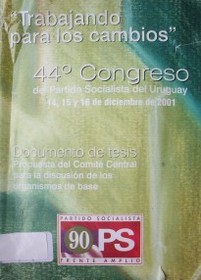 "Trabajando
para los cambios"
44º Congreso
del Partido Socialista del Uruguay
14, 15 y 16 de diciembre de 2001
Documento de tesis
Propuesta del Comité Central
para la discusión de los
organismos de base
PARTIDO SOCIALISTA
90 PS
FRENTE AMPLIO